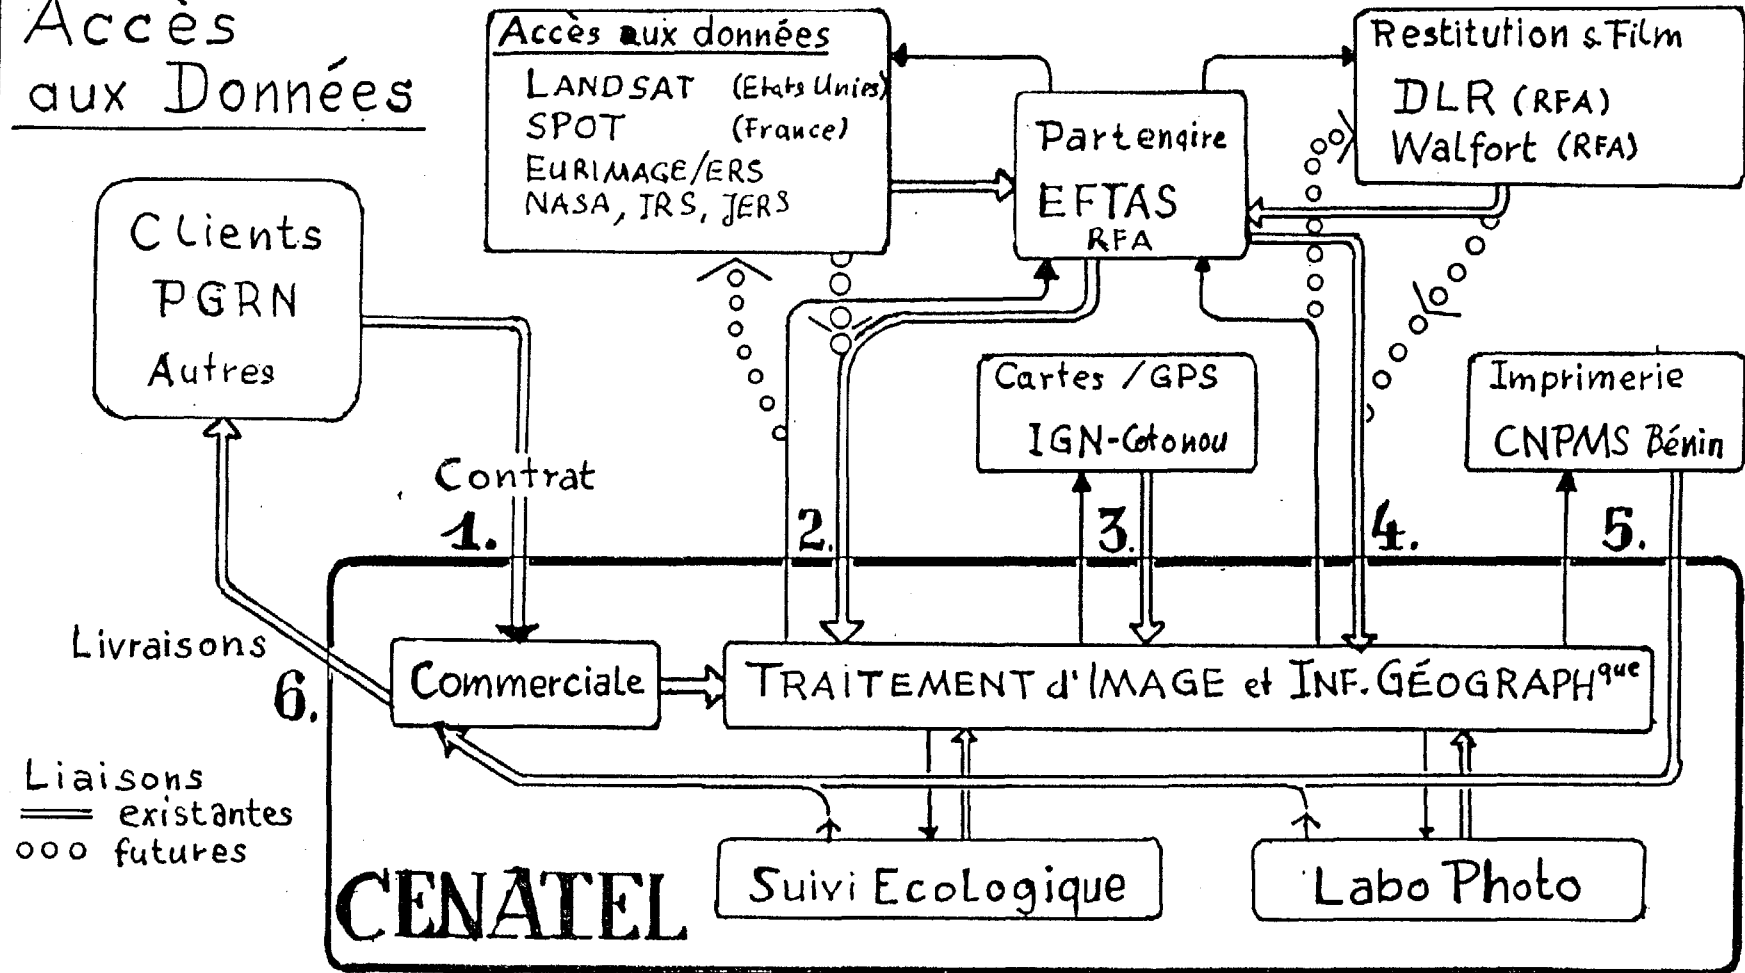 Accès
aux Données
Accès aux données
LANDSAT (Etats Unies)
SPOT (France)
EURIMAGE/ERS
NASA, IRS, JERS
Partenaire
EFTAS
RFA
Restitution & Film
DLR (RFA)
Walfort (RFA)
Clients
PGRN
Autres
Cartes /GPS
IGN-Cotonou
Imprimerie
CNPMS Bénin
Contrat
1.
2.
3.
4.
5.
Livraisons
6.
Commerciale
TRAITEMENT d'IMAGE et INF. GÉOGRAPHque
Liaisons
existantes
futures
CENATEL
Suivi Ecologique
Labo Photo